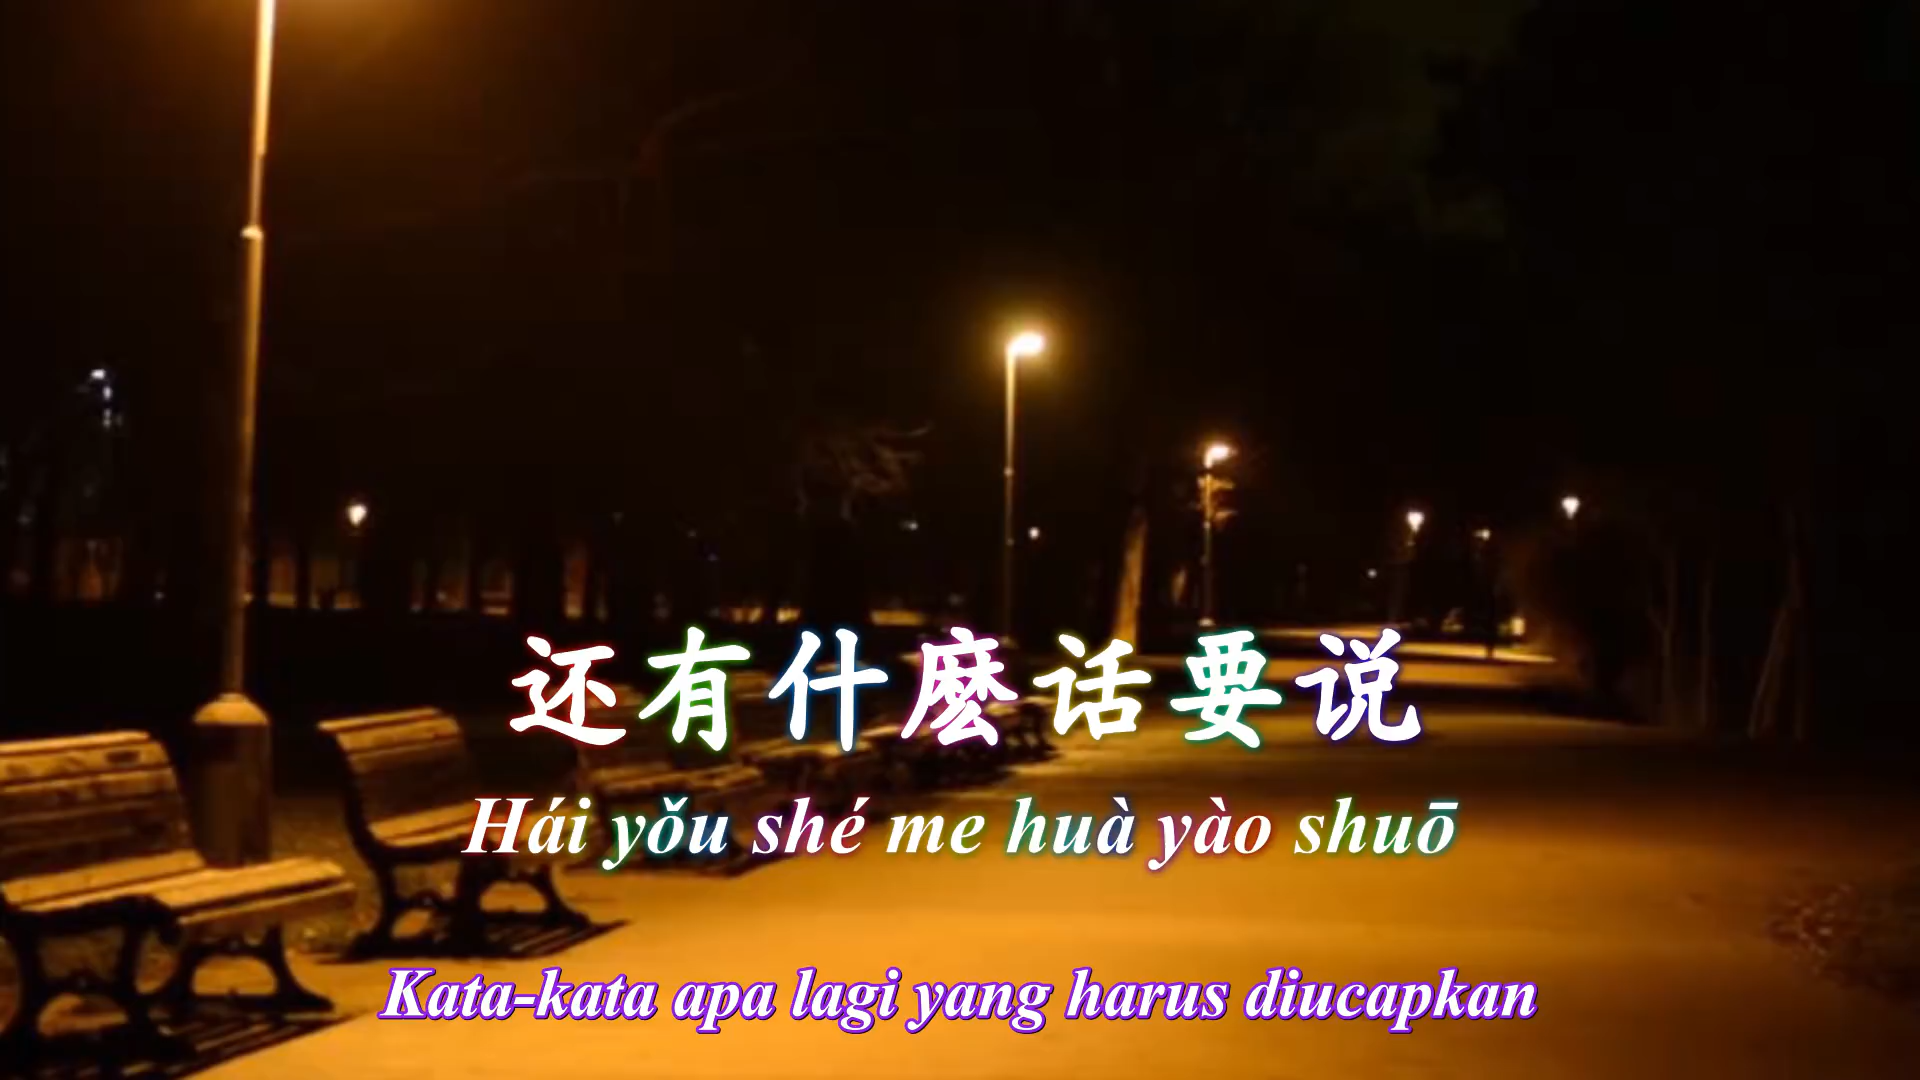 还有什麽话要说
Hái yǒu shé me huà yào shuō
Kata-kata apa lagi yang harus diucapkan